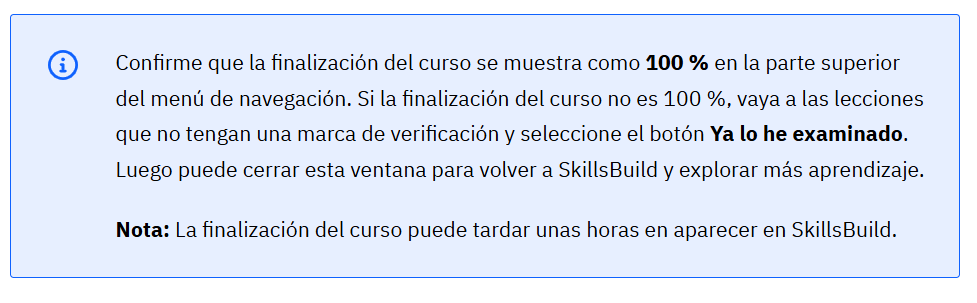 Confirme que la finalización del curso se muestra como 100 % en la parte superior
del menú de navegación. Si la finalización del curso no es 100 %, vaya a las lecciones
que no tengan una marca de verificación y seleccione el botón Ya lo he examinado.
Luego puede cerrar esta ventana para volver a SkillsBuild y explorar más aprendizaje.
Nota: La finalización del curso puede tardar unas horas en aparecer en SkillsBuild.